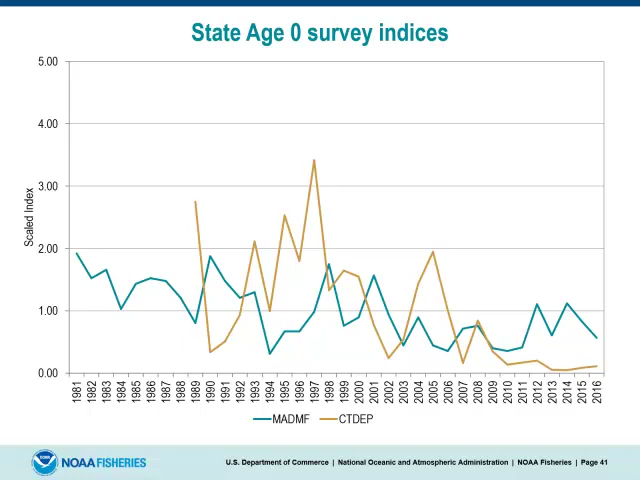 State Age 0 survey indices
5.00
4.00
3.00
2.00
1.00
0.00
Scaled Index
1981 1982 1983 1984 1985 1986 1987 1988 1989 1990 1991 1992 1993 1994 1995 1996 1997 1998 1999 2000 2001 2002 2003 2004 2005 2006 2007 2008 2009 2010 2011 2012 2013 2014 2015 2016
MADMF CTDEP
NOAA FISHERIES
U.S. Department of Commerce | National Oceanic and Atmospheric Administration | NOAA Fisheries | Page 41